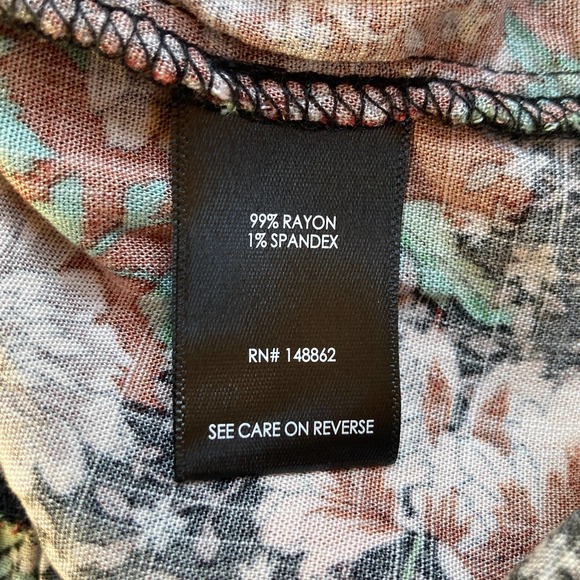 99% RAYON
1% SPANDEX
RN# 148862
SEE CARE ON REVERSE